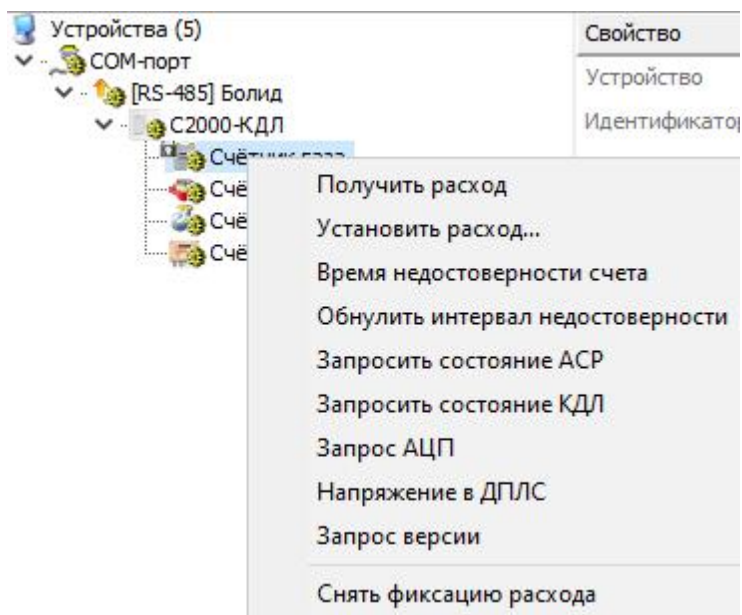 Устройства (5)
Свойство
COM-порт
Устройство
[RS-485] Болид
Идентификатор
С2000-КДЛ
Получить расход
Установить расход...
Время недостоверности счета
Обнулить интервал недостоверности
Запросить состояние АСР
Запросить состояние КДЛ
Запрос АЦП
Напряжение в ДПЛС
Запрос версии
Снять фиксацию расхода